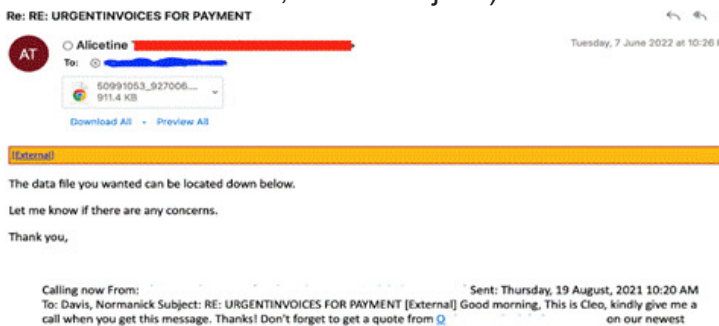 Re: RE: URGENTINVOICES FOR PAYMENT
AT
Alicetine
Tuesday, 7 June 2022 at 10:26
To:
50991053_927006....
911.4 KB
Download All • Preview All
[External]
The data file you wanted can be located down below.
Let me know if there are any concerns.
Thank you,
Calling now From: Sent: Thursday, 19 August, 2021 10:20 AM
To: Davis, Normanick Subject: RE: URGENTINVOICES FOR PAYMENT [External] Good morning, This is Cleo, kindly give me a
call when you get this message. Thanks! Don't forget to get a quote from O on our newest